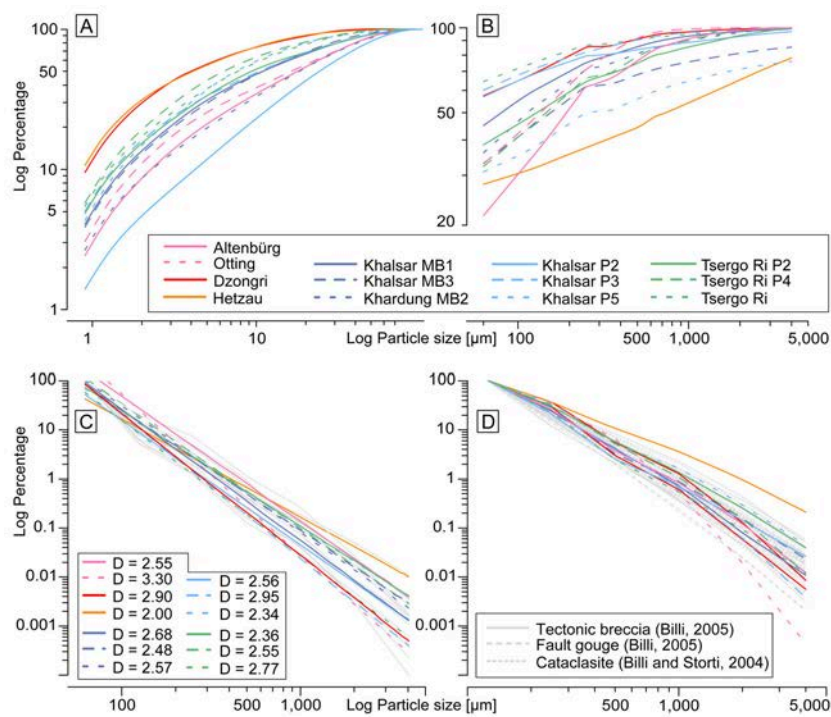 A
B
Log Percentage
100
50
10
5
1
100
50
20
Altenbürg
Otting
Dzongri
Hetzau
Khalsar MB1
Khalsar MB3
Khardung MB2
Khalsar P2
Khalsar P3
Khalsar P5
Tsergo Ri P2
Tsergo Ri P4
Tsergo Ri
1
10
Log Particle size [µm]
100
500
1,000
5,000
C
D
Log Percentage
100
10
1
0.1
0.01
0.001
100
10
1
0.1
0.01
0.001
D = 2.55
D = 3.30
D = 2.90
D = 2.00
D = 2.68
D = 2.48
D = 2.57
D = 2.56
D = 2.95
D = 2.34
D = 2.36
D = 2.55
D = 2.77
Tectonic breccia (Billi, 2005)
Fault gouge (Billi, 2005)
Cataclasite (Billi and Storti, 2004)
100
500
1,000
Log Particle size [µm]
500
1,000
5,000